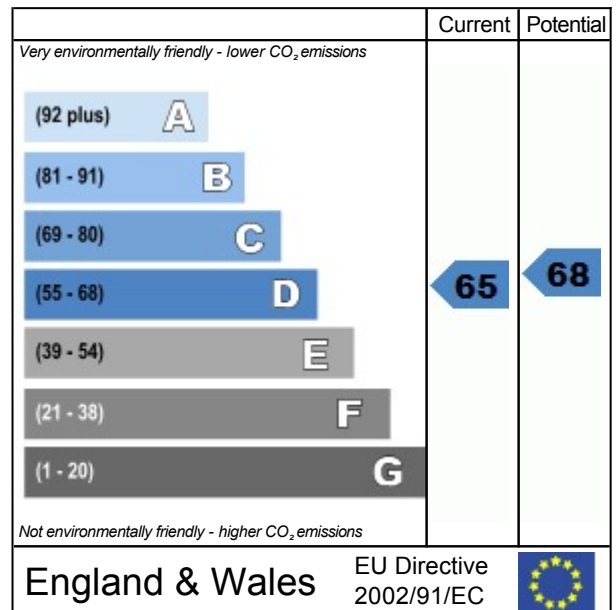 Current Potential
Very environmentally friendly - lower CO₂ emissions
(92 plus) A
(81 - 91) B
(69 - 80) C
(55 - 68) D
65
68
(39 - 54) E
(21 - 38) F
(1 - 20) G
Not environmentally friendly - higher CO₂ emissions
England & Wales
EU Directive
2002/91/EC